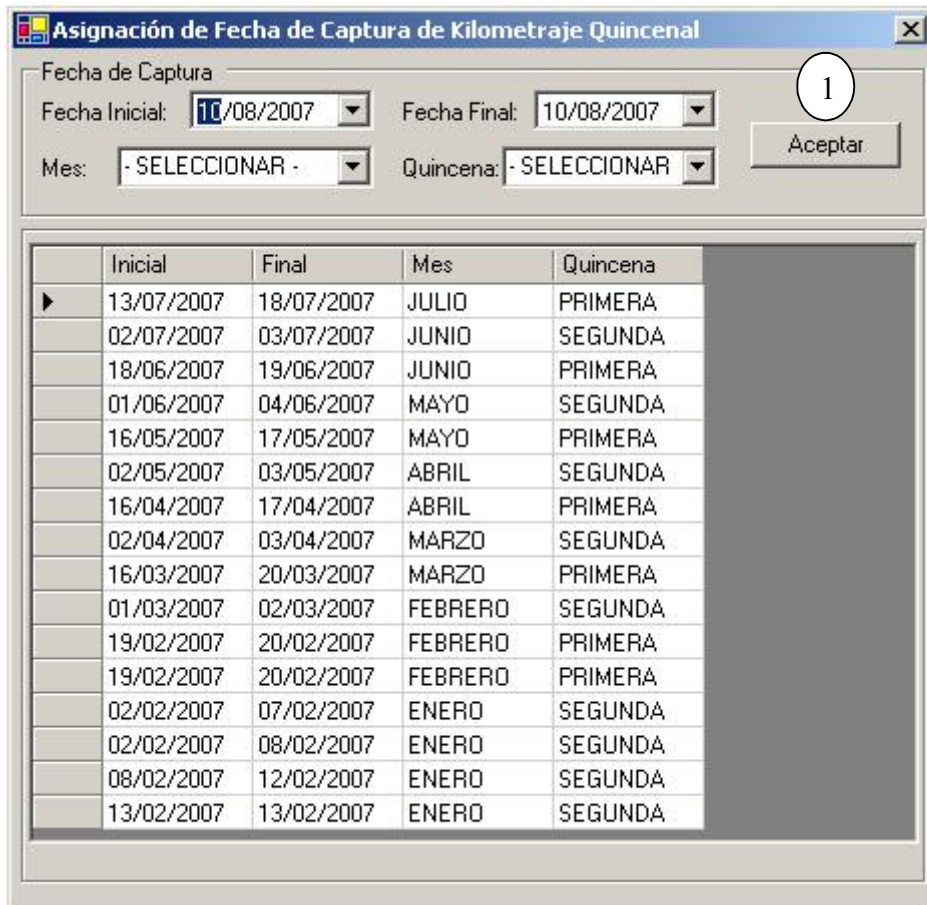 Asignación de Fecha de Captura de Kilometraje Quincenal
Fecha de Captura
1
Fecha Inicial: 10/08/2007 Fecha Final: 10/08/2007
Aceptar
Mes: - SELECCIONAR - Quincena: - SELECCIONAR
Inicial Final Mes Quincena
13/07/2007 18/07/2007 JULIO PRIMERA
02/07/2007 03/07/2007 JUNIO SEGUNDA
18/06/2007 19/06/2007 JUNIO PRIMERA
01/06/2007 04/06/2007 MAYO SEGUNDA
16/05/2007 17/05/2007 MAYO PRIMERA
02/05/2007 03/05/2007 ABRIL SEGUNDA
16/04/2007 17/04/2007 ABRIL PRIMERA
02/04/2007 03/04/2007 MARZO SEGUNDA
16/03/2007 20/03/2007 MARZO PRIMERA
01/03/2007 02/03/2007 FEBRERO SEGUNDA
19/02/2007 20/02/2007 FEBRERO PRIMERA
19/02/2007 20/02/2007 FEBRERO PRIMERA
02/02/2007 07/02/2007 ENERO SEGUNDA
02/02/2007 08/02/2007 ENERO SEGUNDA
08/02/2007 12/02/2007 ENERO SEGUNDA
13/02/2007 13/02/2007 ENERO SEGUNDA